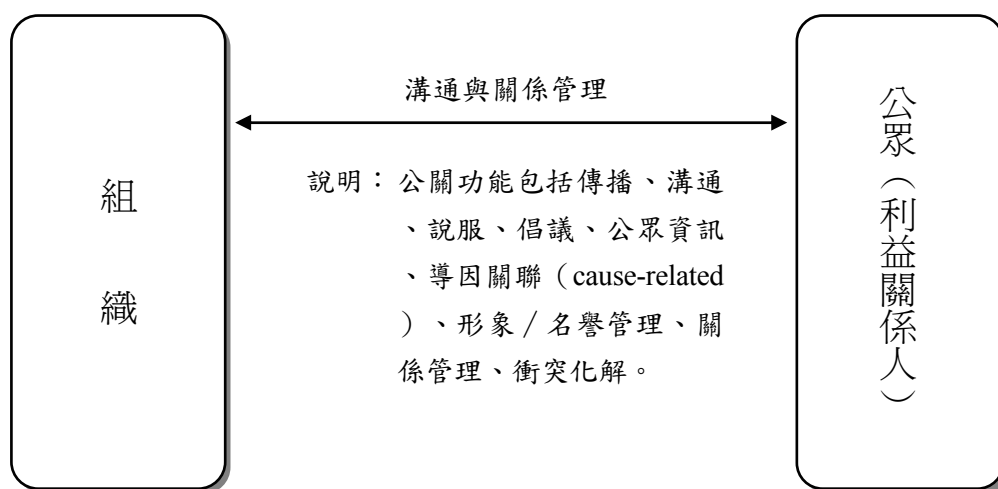 組織
溝通與關係管理
說明：公關功能包括傳播、溝通
、說服、倡議、公眾資訊
、導因關聯（cause-related
）、形象／名譽管理、關
係管理、衝突化解。
公眾（利益關係人）